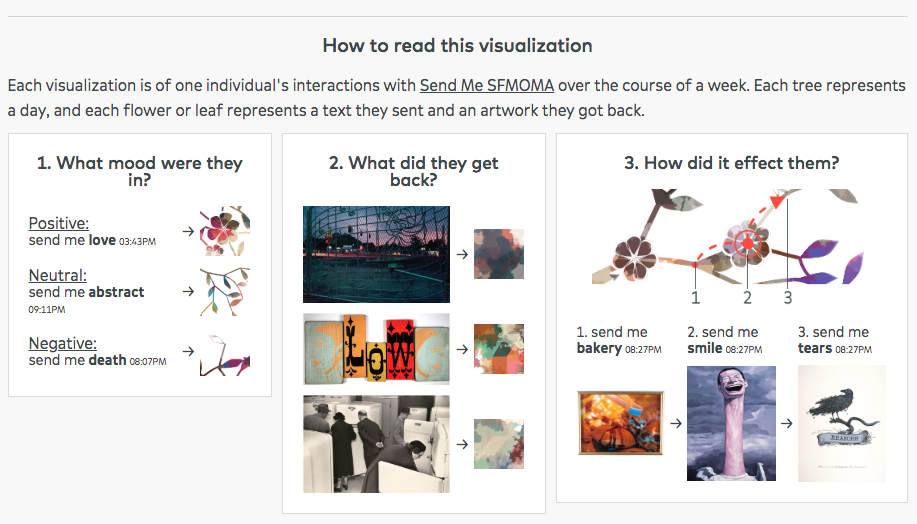 How to read this visualization
Each visualization is of one individual's interactions with Send Me SFMOMA over the course of a week. Each tree represents
a day, and each flower or leaf represents a text they sent and an artwork they got back.
1. What mood were they
in?
Positive:
send me love 03:43PM
Neutral:
send me abstract
09:11PM
Negative:
send me death 08:07PM
2. What did they get
back?
LOW
3. How did it effect them?
1 2 3
1. send me
bakery 08:27PM
2. send me
smile 08:27PM
3. send me
tears 08:27PM